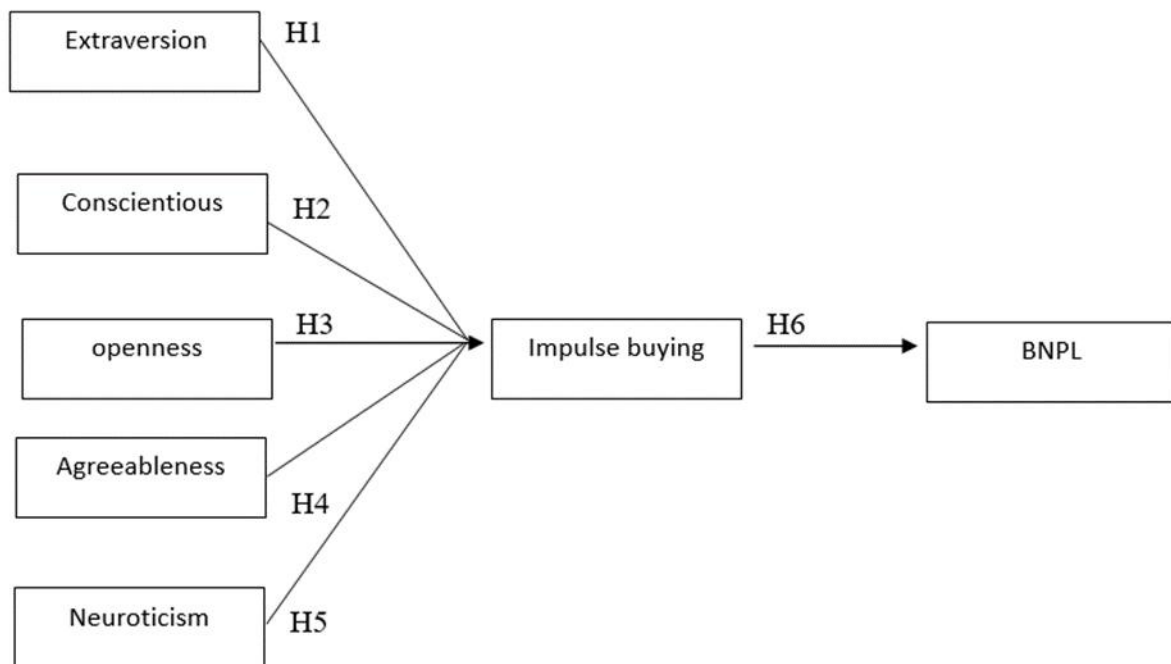 Extraversion
H1
Conscientious
H2
openness
H3
Impulse buying
H6
BNPL
Agreeableness
H4
Neuroticism
H5